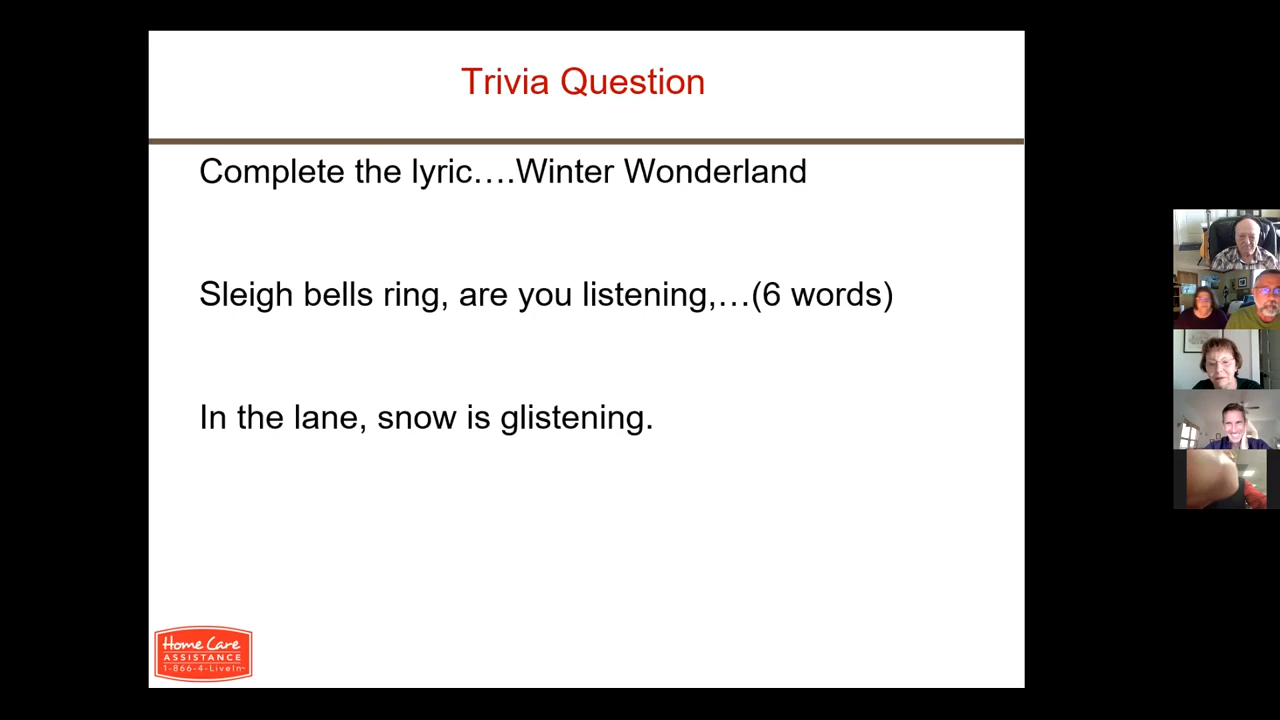 Trivia Question
Complete the lyric….Winter Wonderland
Sleigh bells ring, are you listening,…(6 words)
In the lane, snow is glistening.
Home Care
ASSISTANCE
1-866-4-LiveIn